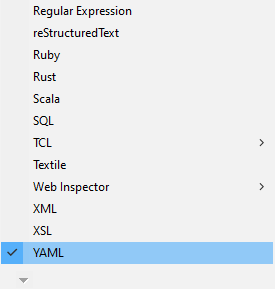 Regular Expression
reStructuredText
Ruby
Rust
Scala
SQL
TCL
Textile
Web Inspector
XML
XSL
YAML